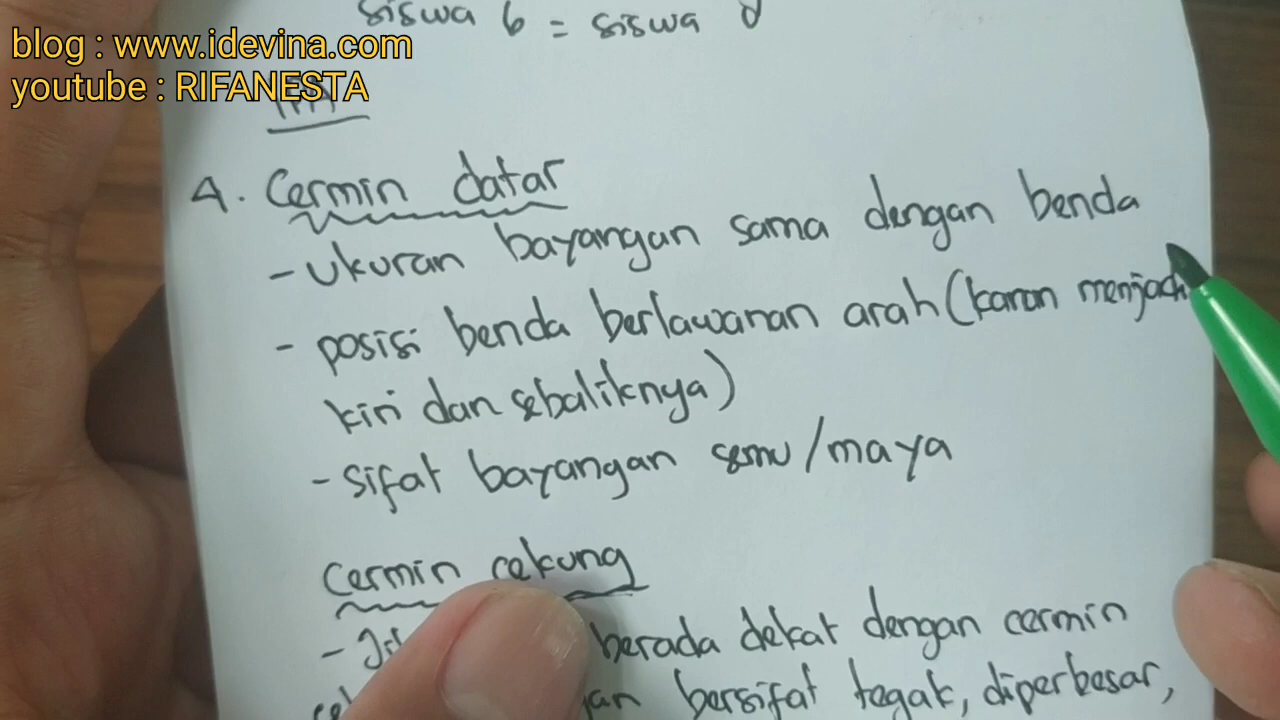 siswa 6 = siswa
blog : www.idevina.com
youtube : RIFANESTA
IPA
4. Cermin datar
- Ukuran bayangan sama dengan benda
- posisi benda berlawanan arah (kanan menjadi
kiri dan sebaliknya)
- Sifat bayangan semu/maya
Cermin cekung
- berada dekat dengan cermin
bersifat tegak, diperbesar,